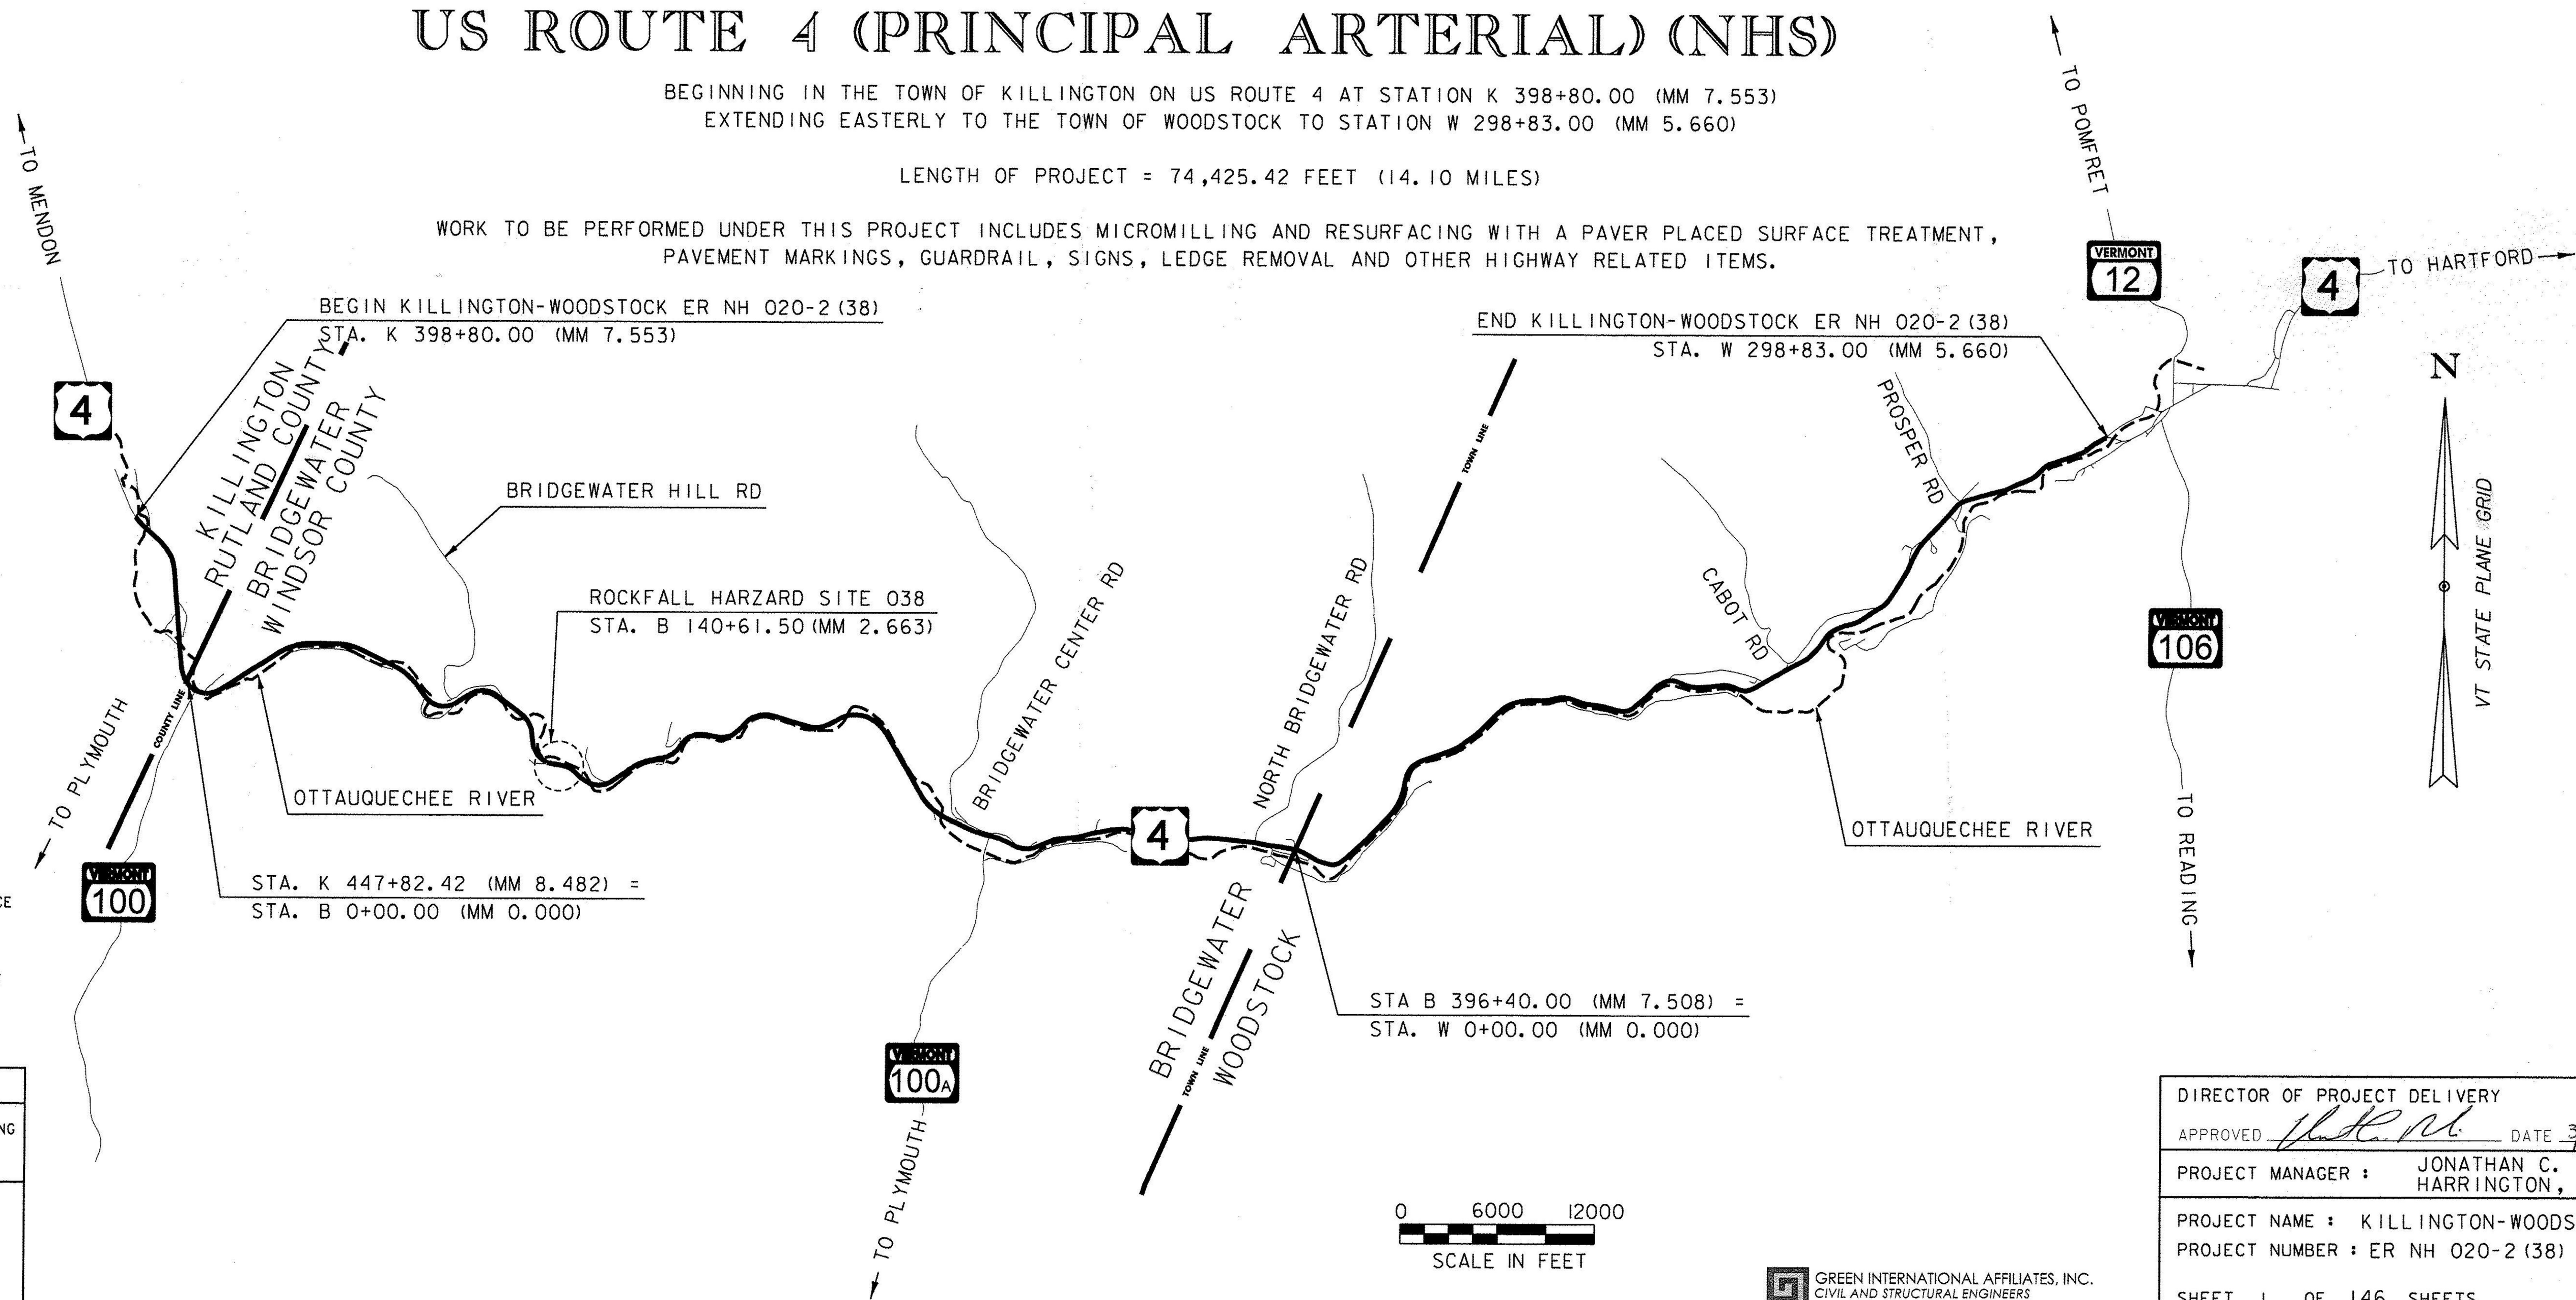 US ROUTE 4 (PRINCIPAL ARTERIAL) (NHS)
BEGINNING IN THE TOWN OF KILLINGTON ON US ROUTE 4 AT STATION K 398+80.00 (MM 7.553)
EXTENDING EASTERLY TO THE TOWN OF WOODSTOCK TO STATION W 298+83.00 (MM 5.660)
LENGTH OF PROJECT = 74,425.42 FEET (14.10 MILES)
WORK TO BE PERFORMED UNDER THIS PROJECT INCLUDES MICROMILLING AND RESURFACING WITH A PAVER PLACED SURFACE TREATMENT,
PAVEMENT MARKINGS, GUARDRAIL, SIGNS, LEDGE REMOVAL AND OTHER HIGHWAY RELATED ITEMS.
TO MENDON
TO POMFRET
VERMONT
12
4
TO HARTFORD
BEGIN KILLINGTON-WOODSTOCK ER NH 020-2 (38)
STA. K 398+80.00 (MM 7.553)
END KILLINGTON-WOODSTOCK ER NH 020-2 (38)
STA. W 298+83.00 (MM 5.660)
4
KILLINGTON
RUTLAND COUNTY
BRIDGEWATER
WINDSOR COUNTY
TOWN LINE
PROSPER RD
N
VT STATE PLANE GRID
BRIDGEWATER HILL RD
ROCKFALL HARZARD SITE 038
STA. B 140+61.50 (MM 2.663)
BRIDGEWATER CENTER RD
NORTH BRIDGEWATER RD
CABOT RD
VERMONT
106
TO PLYMOUTH
COUNTY LINE
OTTAUQUECHEE RIVER
4
OTTAUQUECHEE RIVER
TO READING
VERMONT
100
STA. K 447+82.42 (MM 8.482) =
STA. B 0+00.00 (MM 0.000)
CE
BRIDGEWATER
TOWN LINE
WOODSTOCK
STA B 396+40.00 (MM 7.508) =
STA. W 0+00.00 (MM 0.000)
VERMONT
100A
TO PLYMOUTH
NG
0 6000 12000
SCALE IN FEET
GREEN INTERNATIONAL AFFILIATES, INC.
CIVIL AND STRUCTURAL ENGINEERS
DIRECTOR OF PROJECT DELIVERY
APPROVED DATE 3
PROJECT MANAGER : JONATHAN C.
HARRINGTON,
PROJECT NAME : KILLINGTON-WOODS
PROJECT NUMBER : ER NH 020-2 (38)
SHEET 1 OF 146 SHEETS